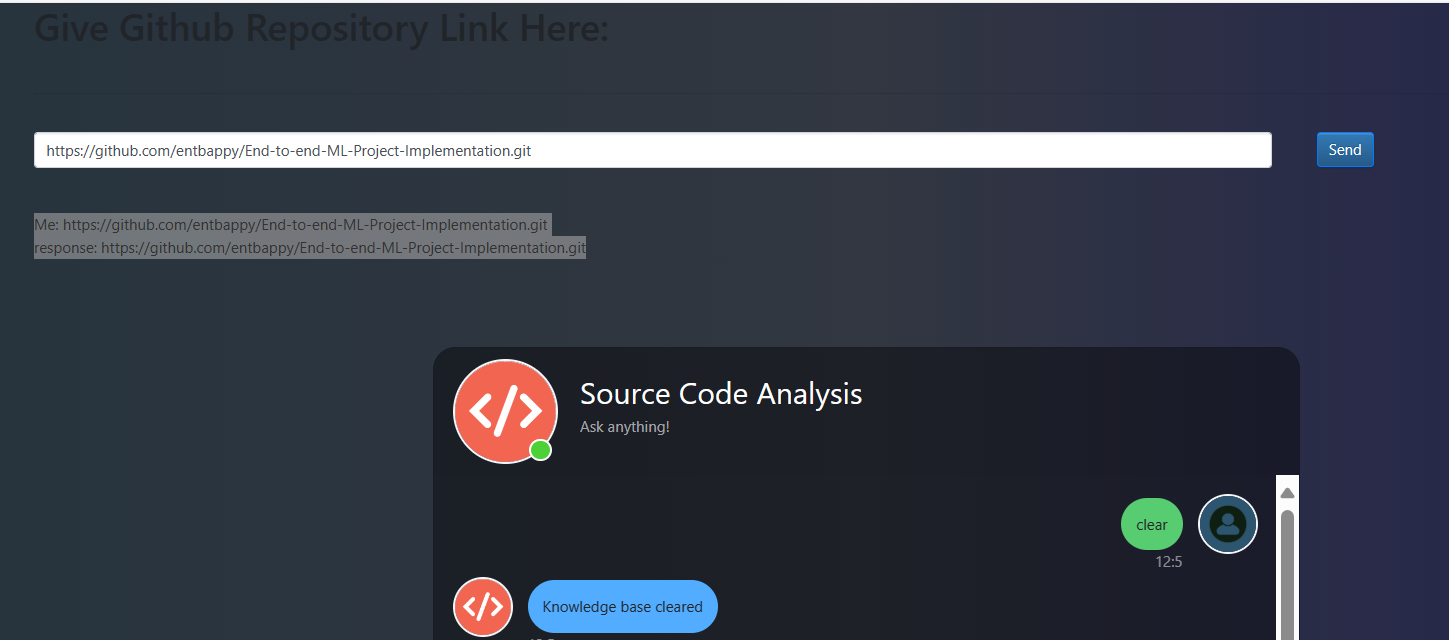 Give Github Repository Link Here:
https://github.com/entbappy/End-to-end-ML-Project-Implementation.git
Send
Me: https://github.com/entbappy/End-to-end-ML-Project-Implementation.git
response: https://github.com/entbappy/End-to-end-ML-Project-Implementation.git
Source Code Analysis
Ask anything!
clear
12:5
Knowledge base cleared